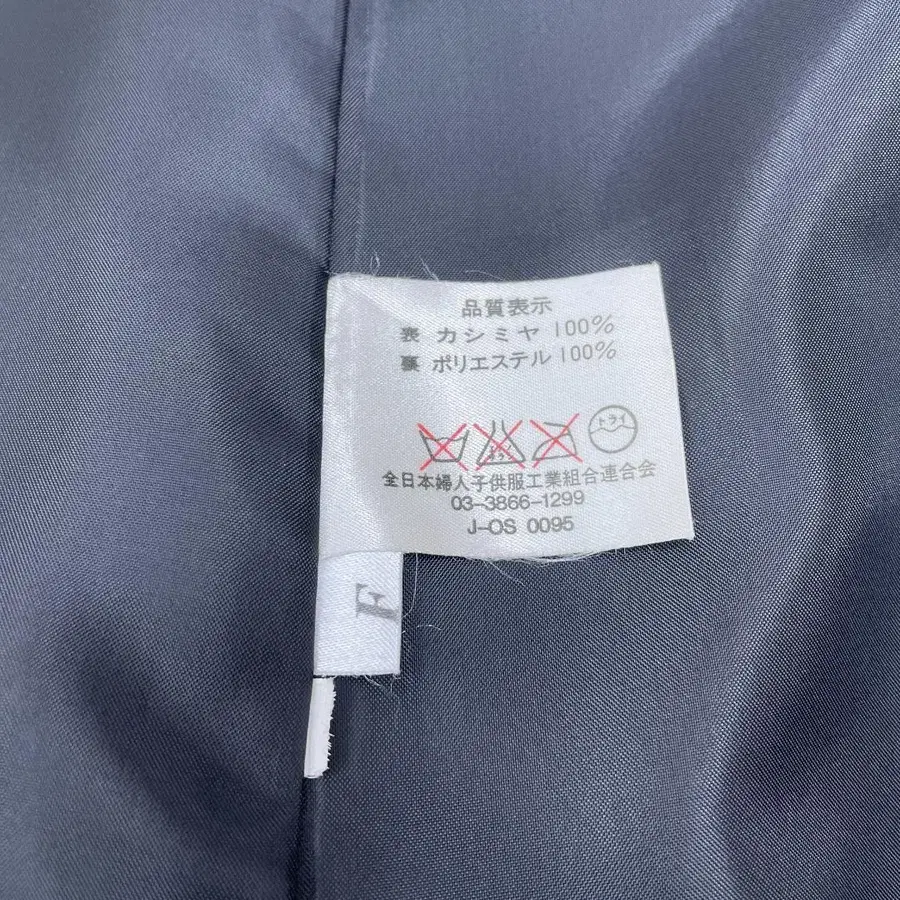 品質表示
表 カシミヤ 100%
裏 ポリエステル 100%
ドライ
全日本婦人子供服工業組合連合会
03-3866-1299
J-OS 0095
F